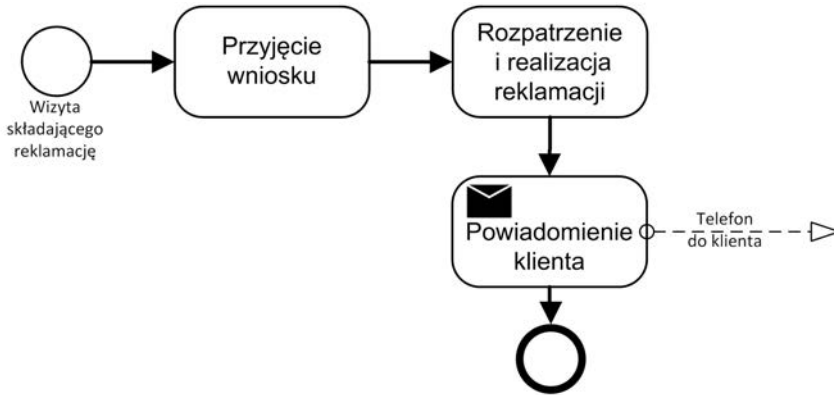 Wizyta
składającego
reklamację
Przyjęcie
wniosku
Rozpatrzenie
i realizacja
reklamacji
Powiadomienie
klienta
Telefon
do klienta